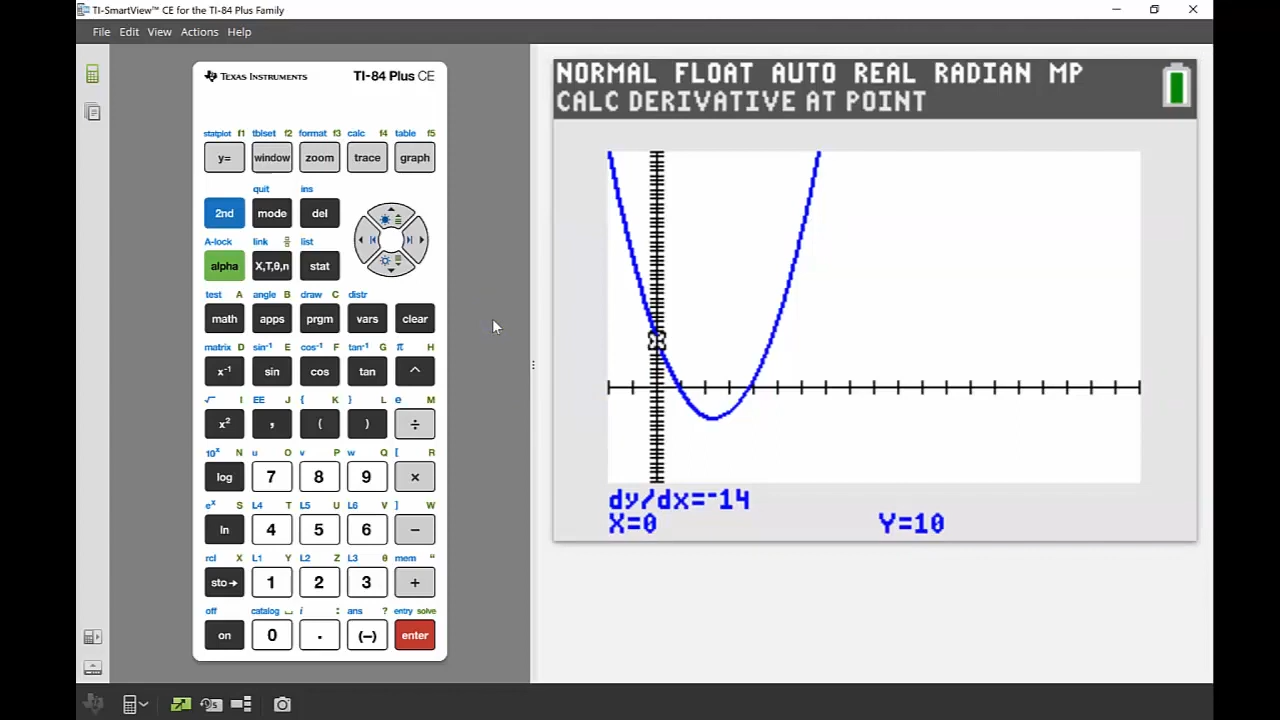 TI-SmartView™ CE for the TI-84 Plus Family
File Edit View Actions Help
TEXAS INSTRUMENTS TI-84 Plus CE
statplot f1 tblset f2 format f3 calc f4 table f5
y= window zoom trace graph
quit ins
2nd mode del
A-lock link list
alpha X,T,θ,n stat
test A angle B draw C distr
math apps prgm vars clear
matrix D sin⁻¹ E cos⁻¹ F tan⁻¹ G π H
x⁻¹ sin cos tan ^
√ I EE J { K } L e M
x² , ( ) ÷
10ˣ N u O v P w Q [ R
log 7 8 9 ×
eˣ S L4 T L5 U L6 V ] W
ln 4 5 6 −
rcl X L1 Y L2 Z L3 θ mem "
sto→ 1 2 3 +
off catalog ⎵ i : ans ? entry solve
on 0 . (−) enter
NORMAL FLOAT AUTO REAL RADIAN MP
CALC DERIVATIVE AT POINT
dy/dx=-14
X=0 Y=10